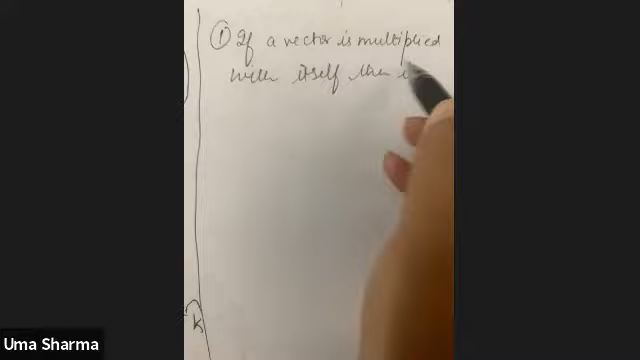 ① If a vector is multiplied
with itself then i
K
Uma Sharma